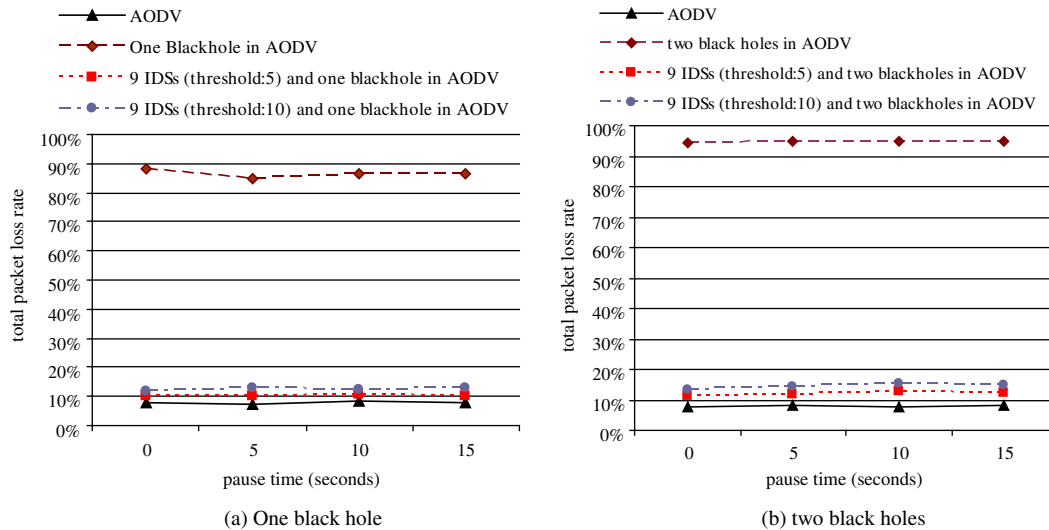 AODV
One Blackhole in AODV
9 IDSs (threshold:5) and one blackhole in AODV
9 IDSs (threshold:10) and one blackhole in AODV
100%
90%
80%
70%
60%
50%
40%
30%
20%
10%
0%
total packet loss rate
0 5 10 15
pause time (seconds)
(a) One black hole
AODV
two black holes in AODV
9 IDSs (threshold:5) and two blackholes in AODV
9 IDSs (threshold:10) and two blackholes in AODV
100%
90%
80%
70%
60%
50%
40%
30%
20%
10%
0%
total packet loss rate
0 5 10 15
pause time (seconds)
(b) two black holes